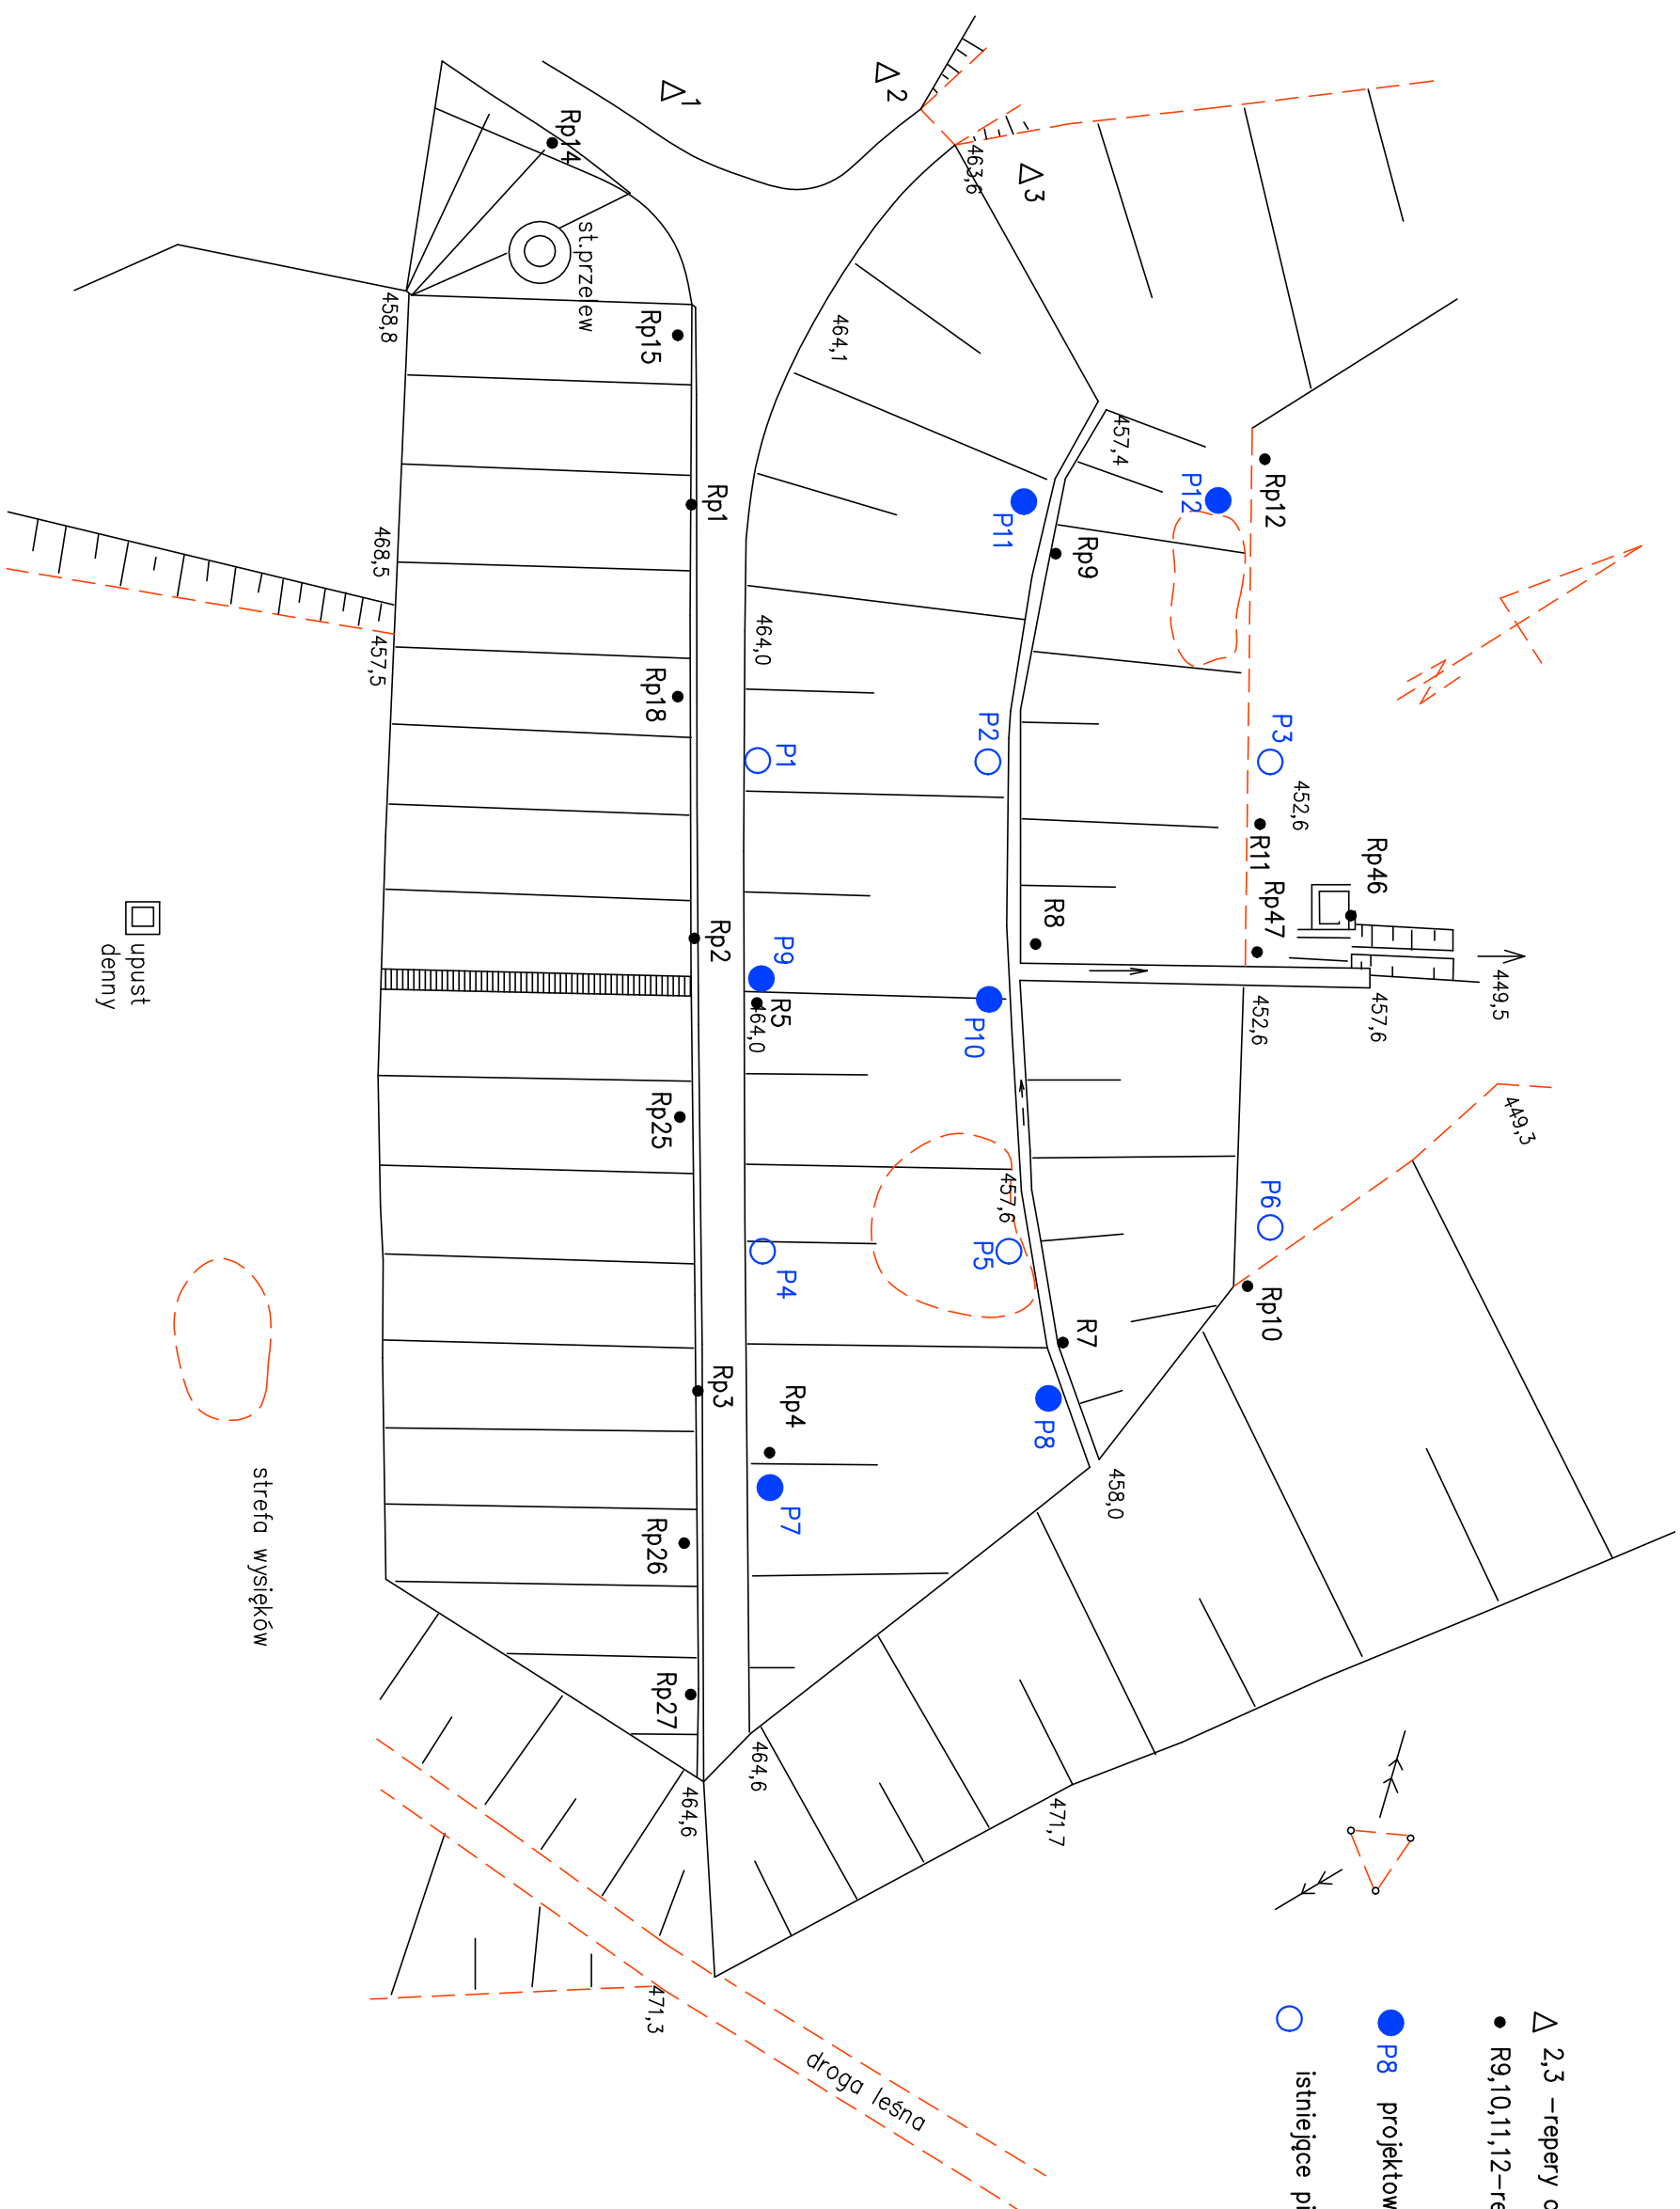 △ 2,3 –repery
R9,10,11,12–
P8 projektow
istniejące
449,5
449,3
457,6
Rp46
452,6
P3
R11
Rp47
452,6
P6
Rp10
Rp12
P12
457,4
Rp9
R8
R7
458,0
471,7
△3
463,6
P11
P2
P10
457,6
P5
P8
△2
464,1
464,0
P1
P9
R5
464,0
P4
Rp4
P7
464,6
△1
Rp1
Rp2
Rp3
Rp15
Rp18
Rp25
Rp26
Rp27
464,6
471,3
droga leśna
Rp14
st.przelew
458,8
468,5
457,5
upust
denny
strefa wysięków